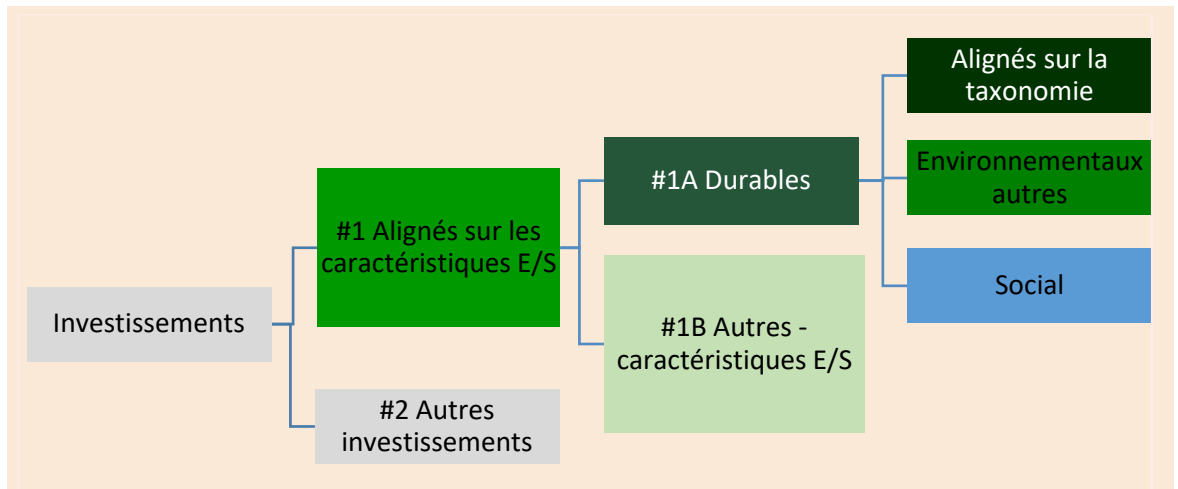 Investissements
#1 Alignés sur les
caractéristiques E/S
#2 Autres
investissements
#1A Durables
#1B Autres -
caractéristiques E/S
Alignés sur la
taxonomie
Environnementaux
autres
Social